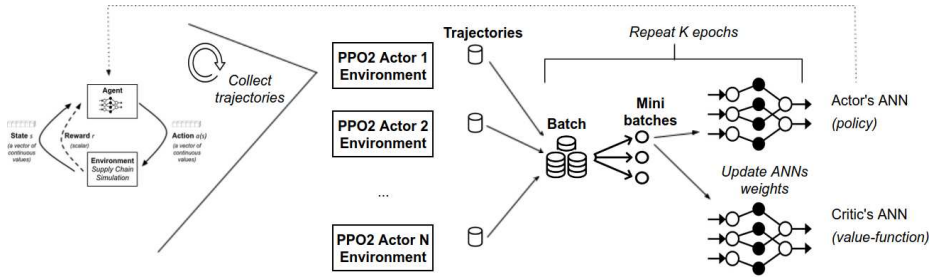 Agent
State s
(a vector of
continuous
values)
Reward r
(scalar)
Action a(s)
(a vector of
continuous
values)
Environment
Supply Chain
Simulation
Collect
trajectories
PPO2 Actor 1
Environment
PPO2 Actor 2
Environment
...
PPO2 Actor N
Environment
Trajectories
Batch
Repeat K epochs
Mini
batches
Update ANNs
weights
Actor's ANN
(policy)
Critic's ANN
(value-function)